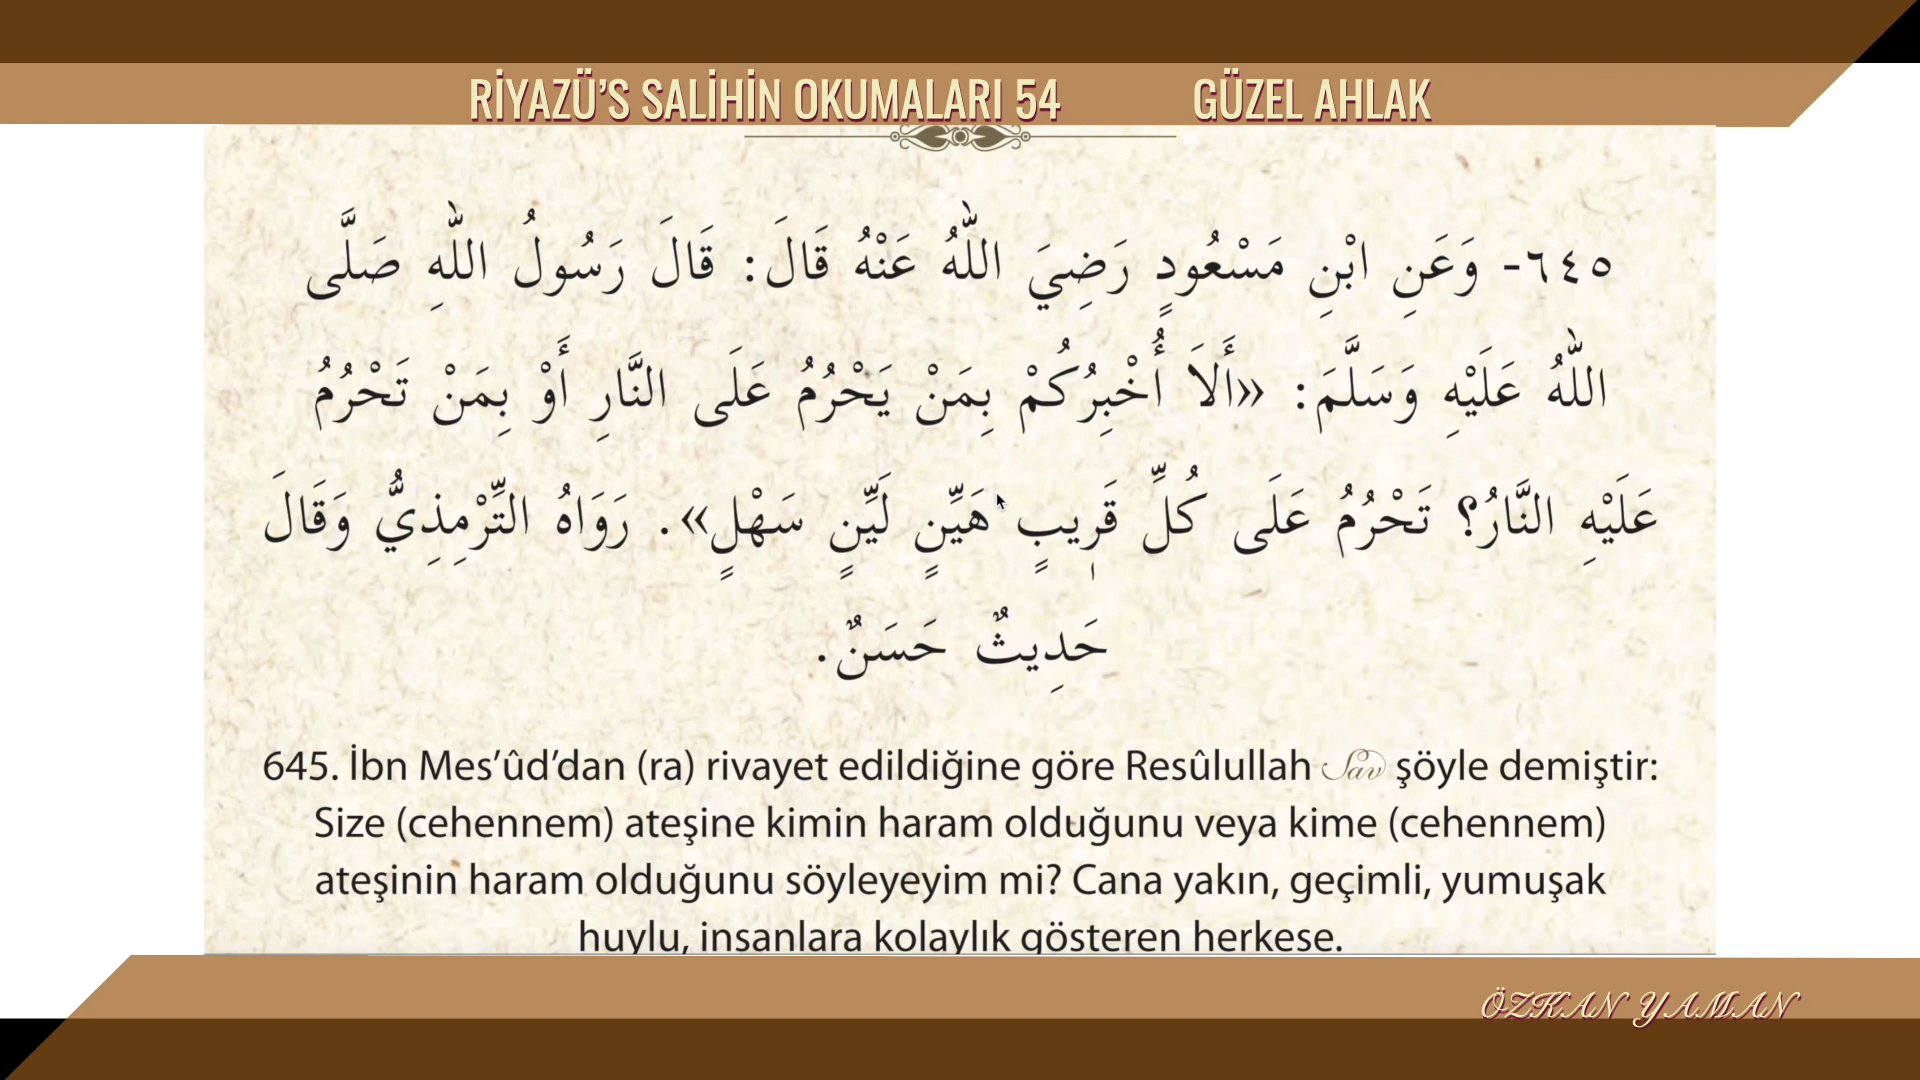 RİYAZÜ’S SALİHİN OKUMALARI 54 GÜZEL AHLAK
٦٤٥- وَعَنِ ابْنِ مَسْعُودٍ رَضِيَ اللّٰهُ عَنْهُ قَالَ: قَالَ رَسُولُ اللّٰهِ صَلَّى
اللّٰهُ عَلَيْهِ وَسَلَّمَ: «أَلَا أُخْبِرُكُمْ بِمَنْ يَحْرُمُ عَلَى النَّارِ أَوْ بِمَنْ تَحْرُمُ
عَلَيْهِ النَّارُ؟ تَحْرُمُ عَلَى كُلِّ قَرٖيبٍ هَيِّنٍ لَيِّنٍ سَهْلٍ». رَوَاهُ التِّرْمِذِيُّ وَقَالَ
حَدِيثٌ حَسَنٌ.
645. İbn Mes’ûd’dan (ra) rivayet edildiğine göre Resûlullah Sav şöyle demiştir:
Size (cehennem) ateşine kimin haram olduğunu veya kime (cehennem)
ateşinin haram olduğunu söyleyeyim mi? Cana yakın, geçimli, yumuşak
huylu, insanlara kolaylık gösteren herkese.
ÖZKAN YAMAN